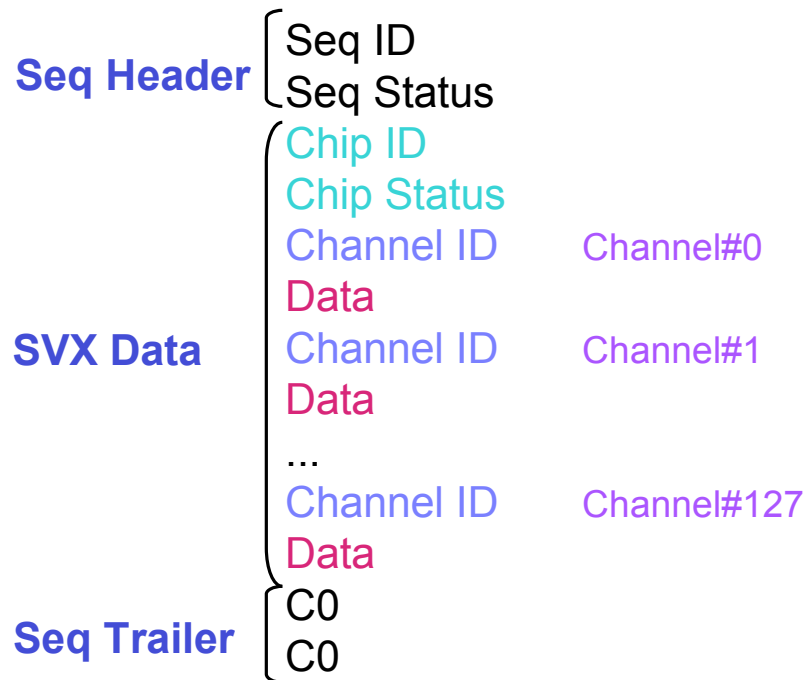 Seq Header
Seq ID
Seq Status
SVX Data
Chip ID
Chip Status
Channel ID Channel#0
Data
Channel ID Channel#1
Data
...
Channel ID Channel#127
Data
Seq Trailer
C0
C0